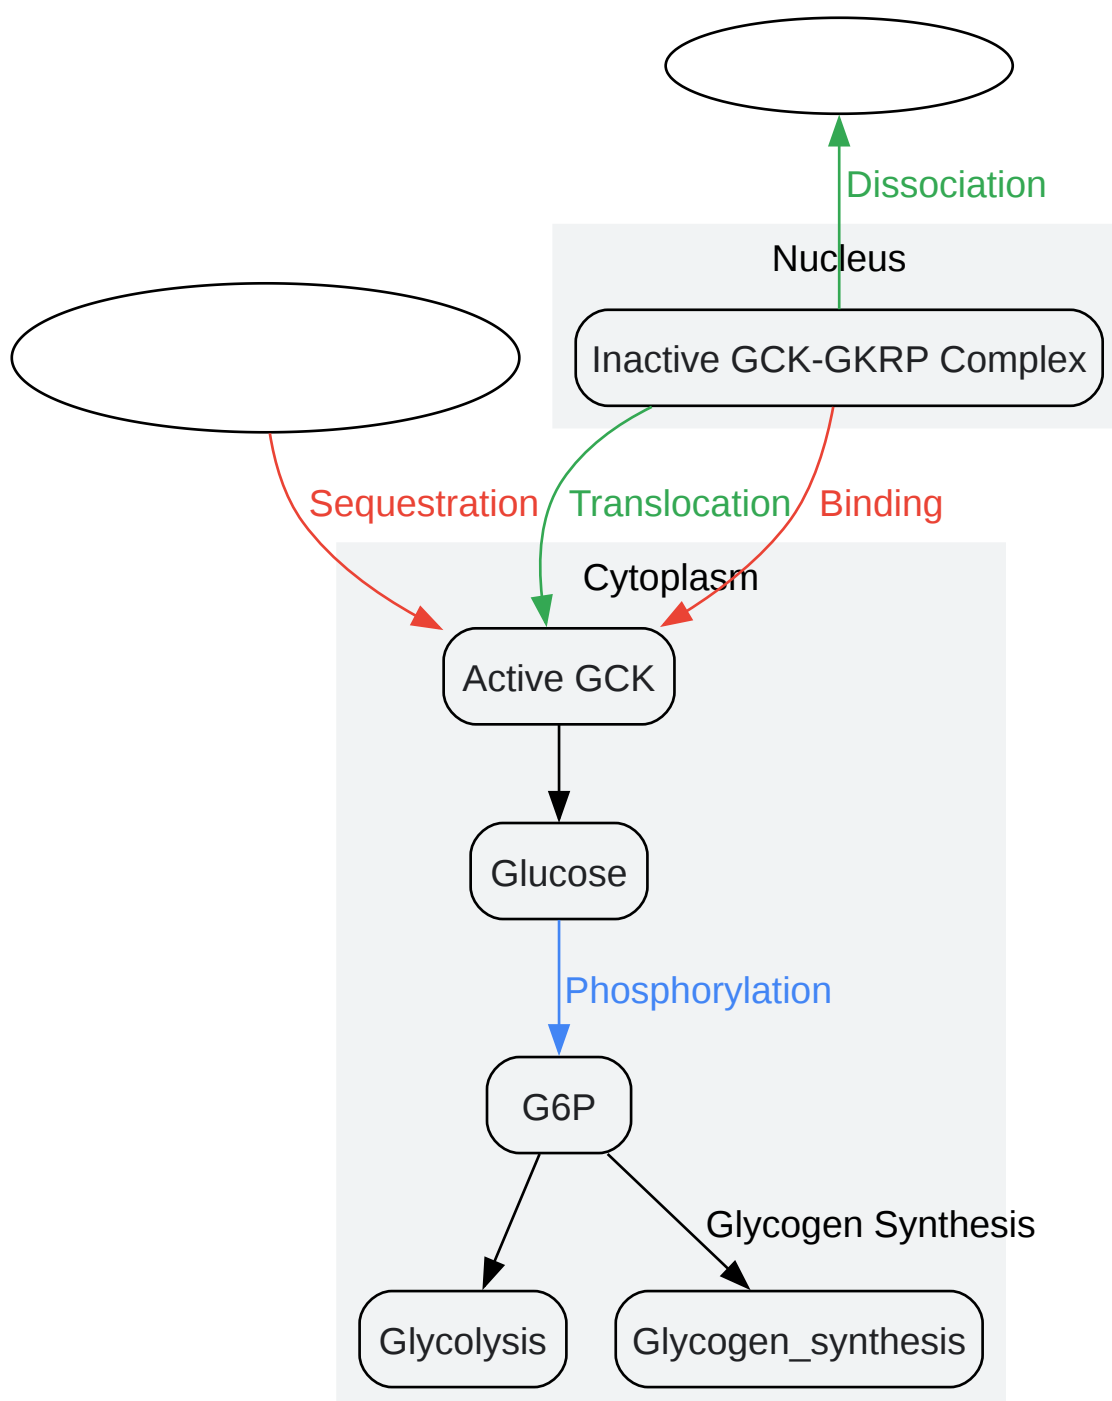 Dissociation
Nucleus
Inactive GCK-GKRP Complex
Sequestration
Translocation
Binding
Cytoplasm
Active GCK
Glucose
Phosphorylation
G6P
Glycogen Synthesis
Glycolysis
Glycogen_synthesis